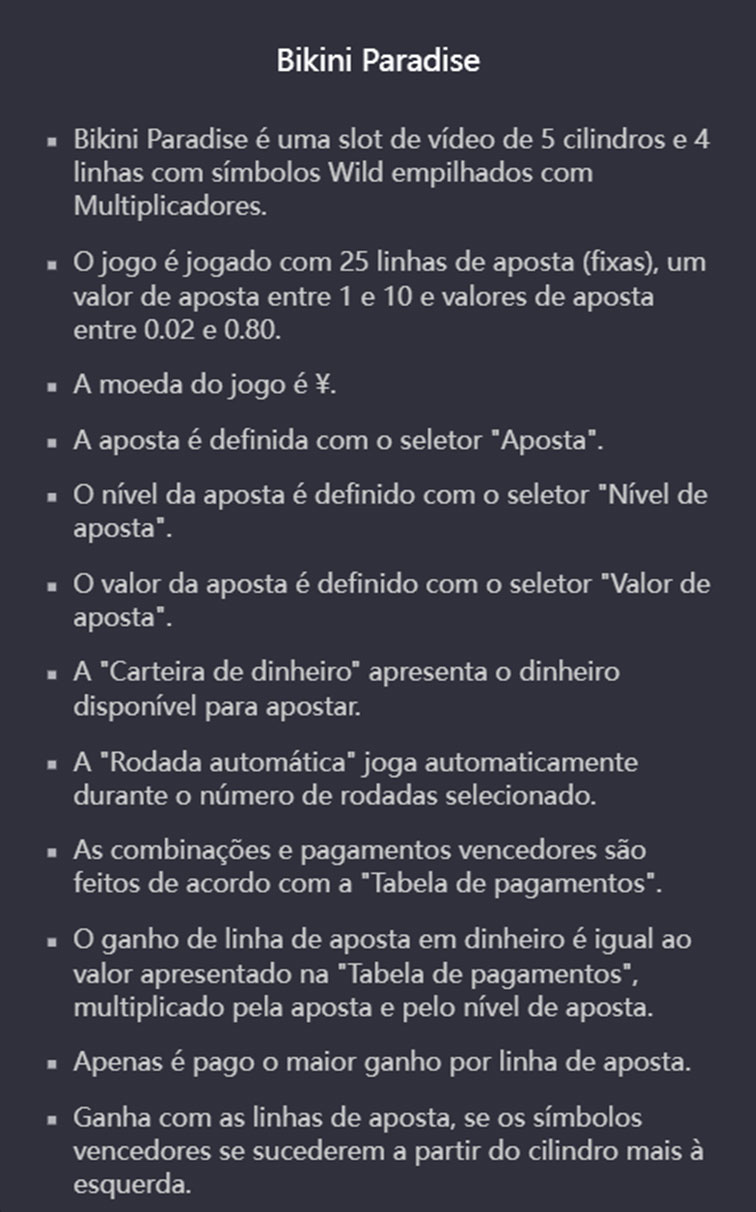 Bikini Paradise
▪ Bikini Paradise é uma slot de vídeo de 5 cilindros e 4
linhas com símbolos Wild empilhados com
Multiplicadores.
▪ O jogo é jogado com 25 linhas de aposta (fixas), um
valor de aposta entre 1 e 10 e valores de aposta
entre 0.02 e 0.80.
▪ A moeda do jogo é ¥.
▪ A aposta é definida com o seletor "Aposta".
▪ O nível da aposta é definido com o seletor "Nível de
aposta".
▪ O valor da aposta é definido com o seletor "Valor de
aposta".
▪ A "Carteira de dinheiro" apresenta o dinheiro
disponível para apostar.
▪ A "Rodada automática" joga automaticamente
durante o número de rodadas selecionado.
▪ As combinações e pagamentos vencedores são
feitos de acordo com a "Tabela de pagamentos".
▪ O ganho de linha de aposta em dinheiro é igual ao
valor apresentado na "Tabela de pagamentos",
multiplicado pela aposta e pelo nível de aposta.
▪ Apenas é pago o maior ganho por linha de aposta.
▪ Ganha com as linhas de aposta, se os símbolos
vencedores se sucederem a partir do cilindro mais à
esquerda.